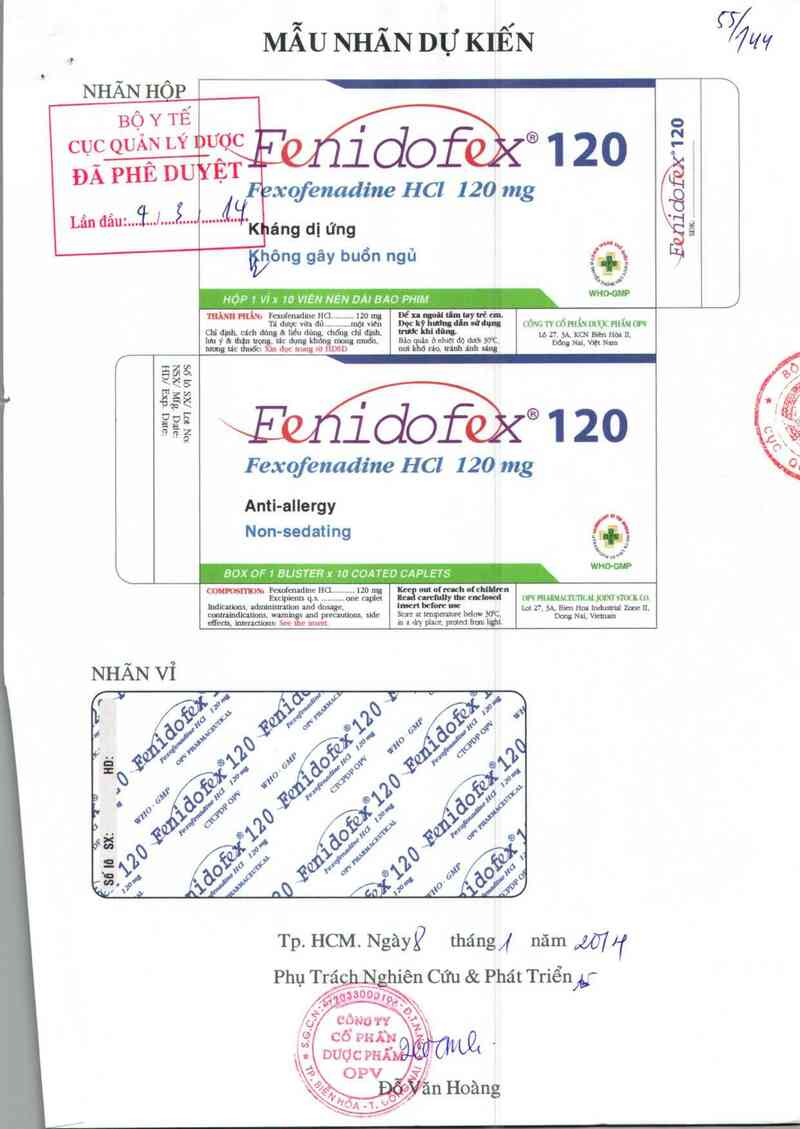 55/144
MẪU NHÃN DỰ KIẾN
NHÃN HỘP
BỘ Y TẾ
CỤC QUẢN LÝ DƯỢC
ĐÃ PHÊ DUYỆT
Lần đầu: 4 / 3 / 14
Fenidofex® 120
Fexofenadine HCl 120 mg
Kháng dị ứng
Không gây buồn ngủ
WHO-GMP
HỘP 1 VỈ x 10 VIÊN NÉN DÀI BAO PHIM
Fenidofex® 120
SĐK:
THÀNH PHẦN: Fexofenadine HCl.......... 120 mg
Tá dược vừa đủ..........một viên
Chỉ định, cách dùng & liều dùng, chống chỉ định,
lưu ý & thận trọng, tác dụng không mong muốn,
tương tác thuốc: Xin đọc trong tờ HDSD
Để xa ngoài tầm tay trẻ em.
Đọc kỹ hướng dẫn sử dụng
trước khi dùng.
Bảo quản ở nhiệt độ dưới 30°C,
nơi khô ráo, tránh ánh sáng
CÔNG TY CỔ PHẦN DƯỢC PHẨM OPV
Lô 27, 3A, KCN Biên Hòa II,
Đồng Nai, Việt Nam
Số lô SX/ Lot No:
NSX/ Mfg. Date:
HD/ Exp. Date:
Fenidofex® 120
Fexofenadine HCl 120 mg
Anti-allergy
Non-sedating
WHO-GMP
BOX OF 1 BLISTER x 10 COATED CAPLETS
COMPOSITION: Fexofenadine HCl.......... 120 mg
Excipients q.s. .......... one caplet
Indications, administration and dosage,
contraindications, warnings and precautions, side
effects, interactions: See the insert.
Keep out of reach of children
Read carefully the enclosed
insert before use
Store at temperature below 30°C,
in a dry place, protect from light.
OPV PHARMACEUTICAL JOINT STOCK CO.
Lot 27, 3A, Bien Hoa Industrial Zone II,
Dong Nai, Vietnam
NHÃN VỈ
Số lô SX: HD:
Fenidofex® 120
Fexofenadine HCl 120 mg
OPV PHARMACEUTICAL
WHO - GMP
Fenidofex® 120
Fexofenadine HCl 120 mg
CTCPDP OPV
Tp. HCM. Ngày 8 tháng 1 năm 2014
Phụ Trách Nghiên Cứu & Phát Triển
CÔNG TY
CỔ PHẦN
DƯỢC PHẨM
OPV
TP. BIÊN HÒA - T. ĐỒNG NAI
Đỗ Văn Hoàng